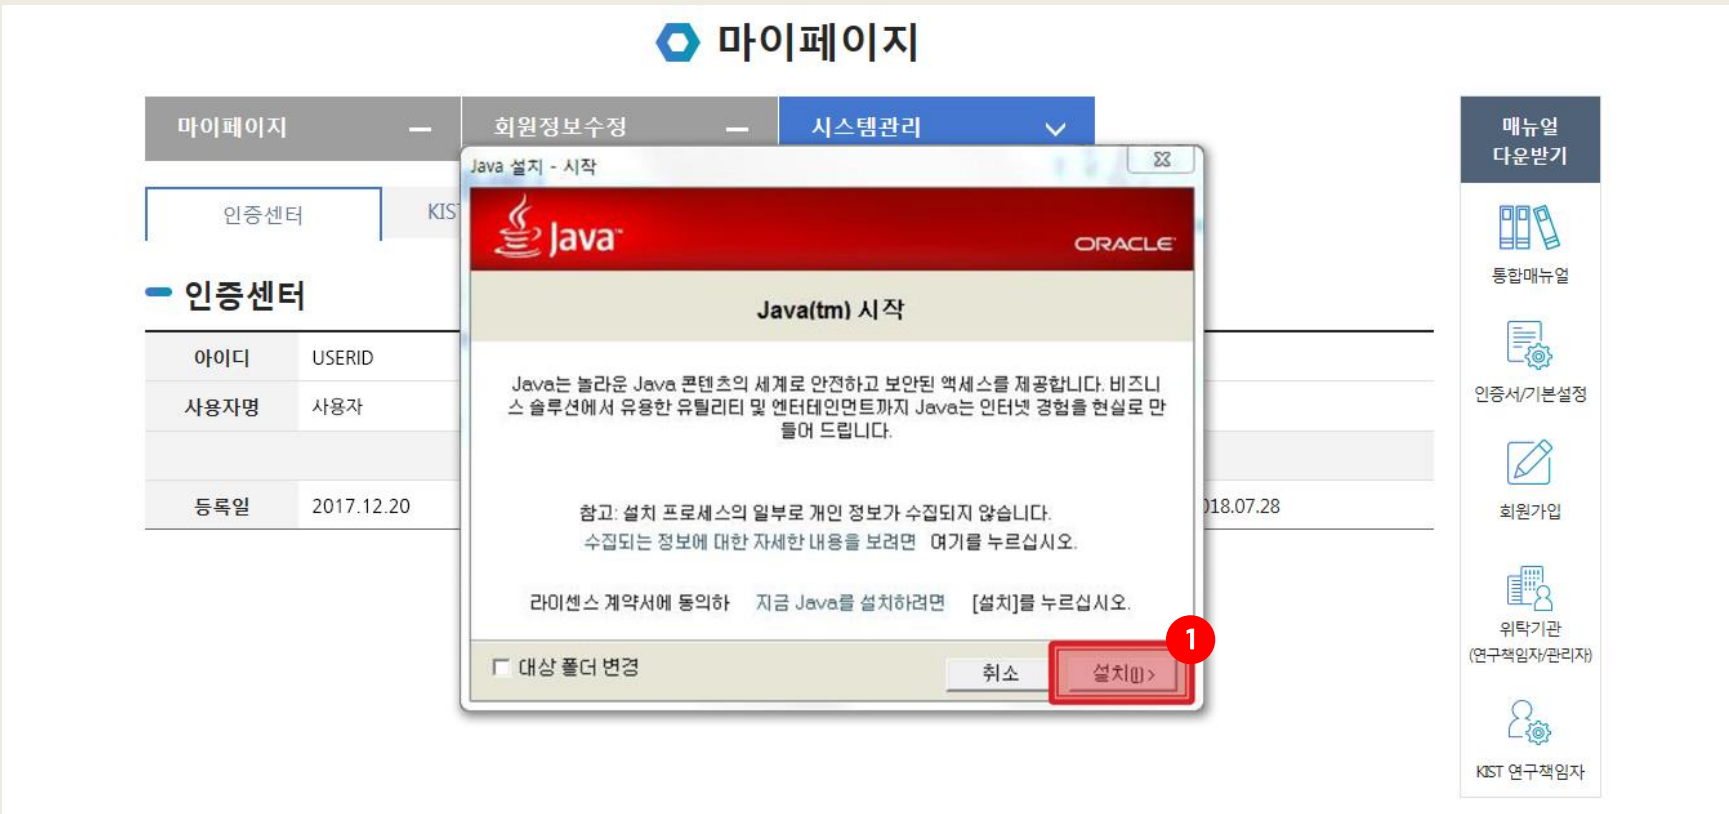 마이페이지
마이페이지
회원정보수정
시스템관리
매뉴얼
다운받기
Java 설치 - 시작
인증센터
KIS
Java
ORACLE
통합매뉴얼
인증센터
Java(tm) 시작
아이디 USERID
Java는 놀라운 Java 콘텐츠의 세계로 안전하고 보안된 액세스를 제공합니다. 비즈니
스 솔루션에서 유용한 유틸리티 및 엔터테인먼트까지 Java는 인터넷 경험을 현실로 만
들어 드립니다.
인증서/기본설정
사용자명 사용자
등록일 2017.12.20
018.07.28
참고: 설치 프로세스의 일부로 개인 정보가 수집되지 않습니다.
수집되는 정보에 대한 자세한 내용을 보려면 여기를 누르십시오.
회원가입
라이센스 계약서에 동의하 지금 Java를 설치하려면 [설치]를 누르십시오.
1
위탁기관
(연구책임자/관리자)
대상 폴더 변경
취소
설치(I)>
KIST 연구책임자